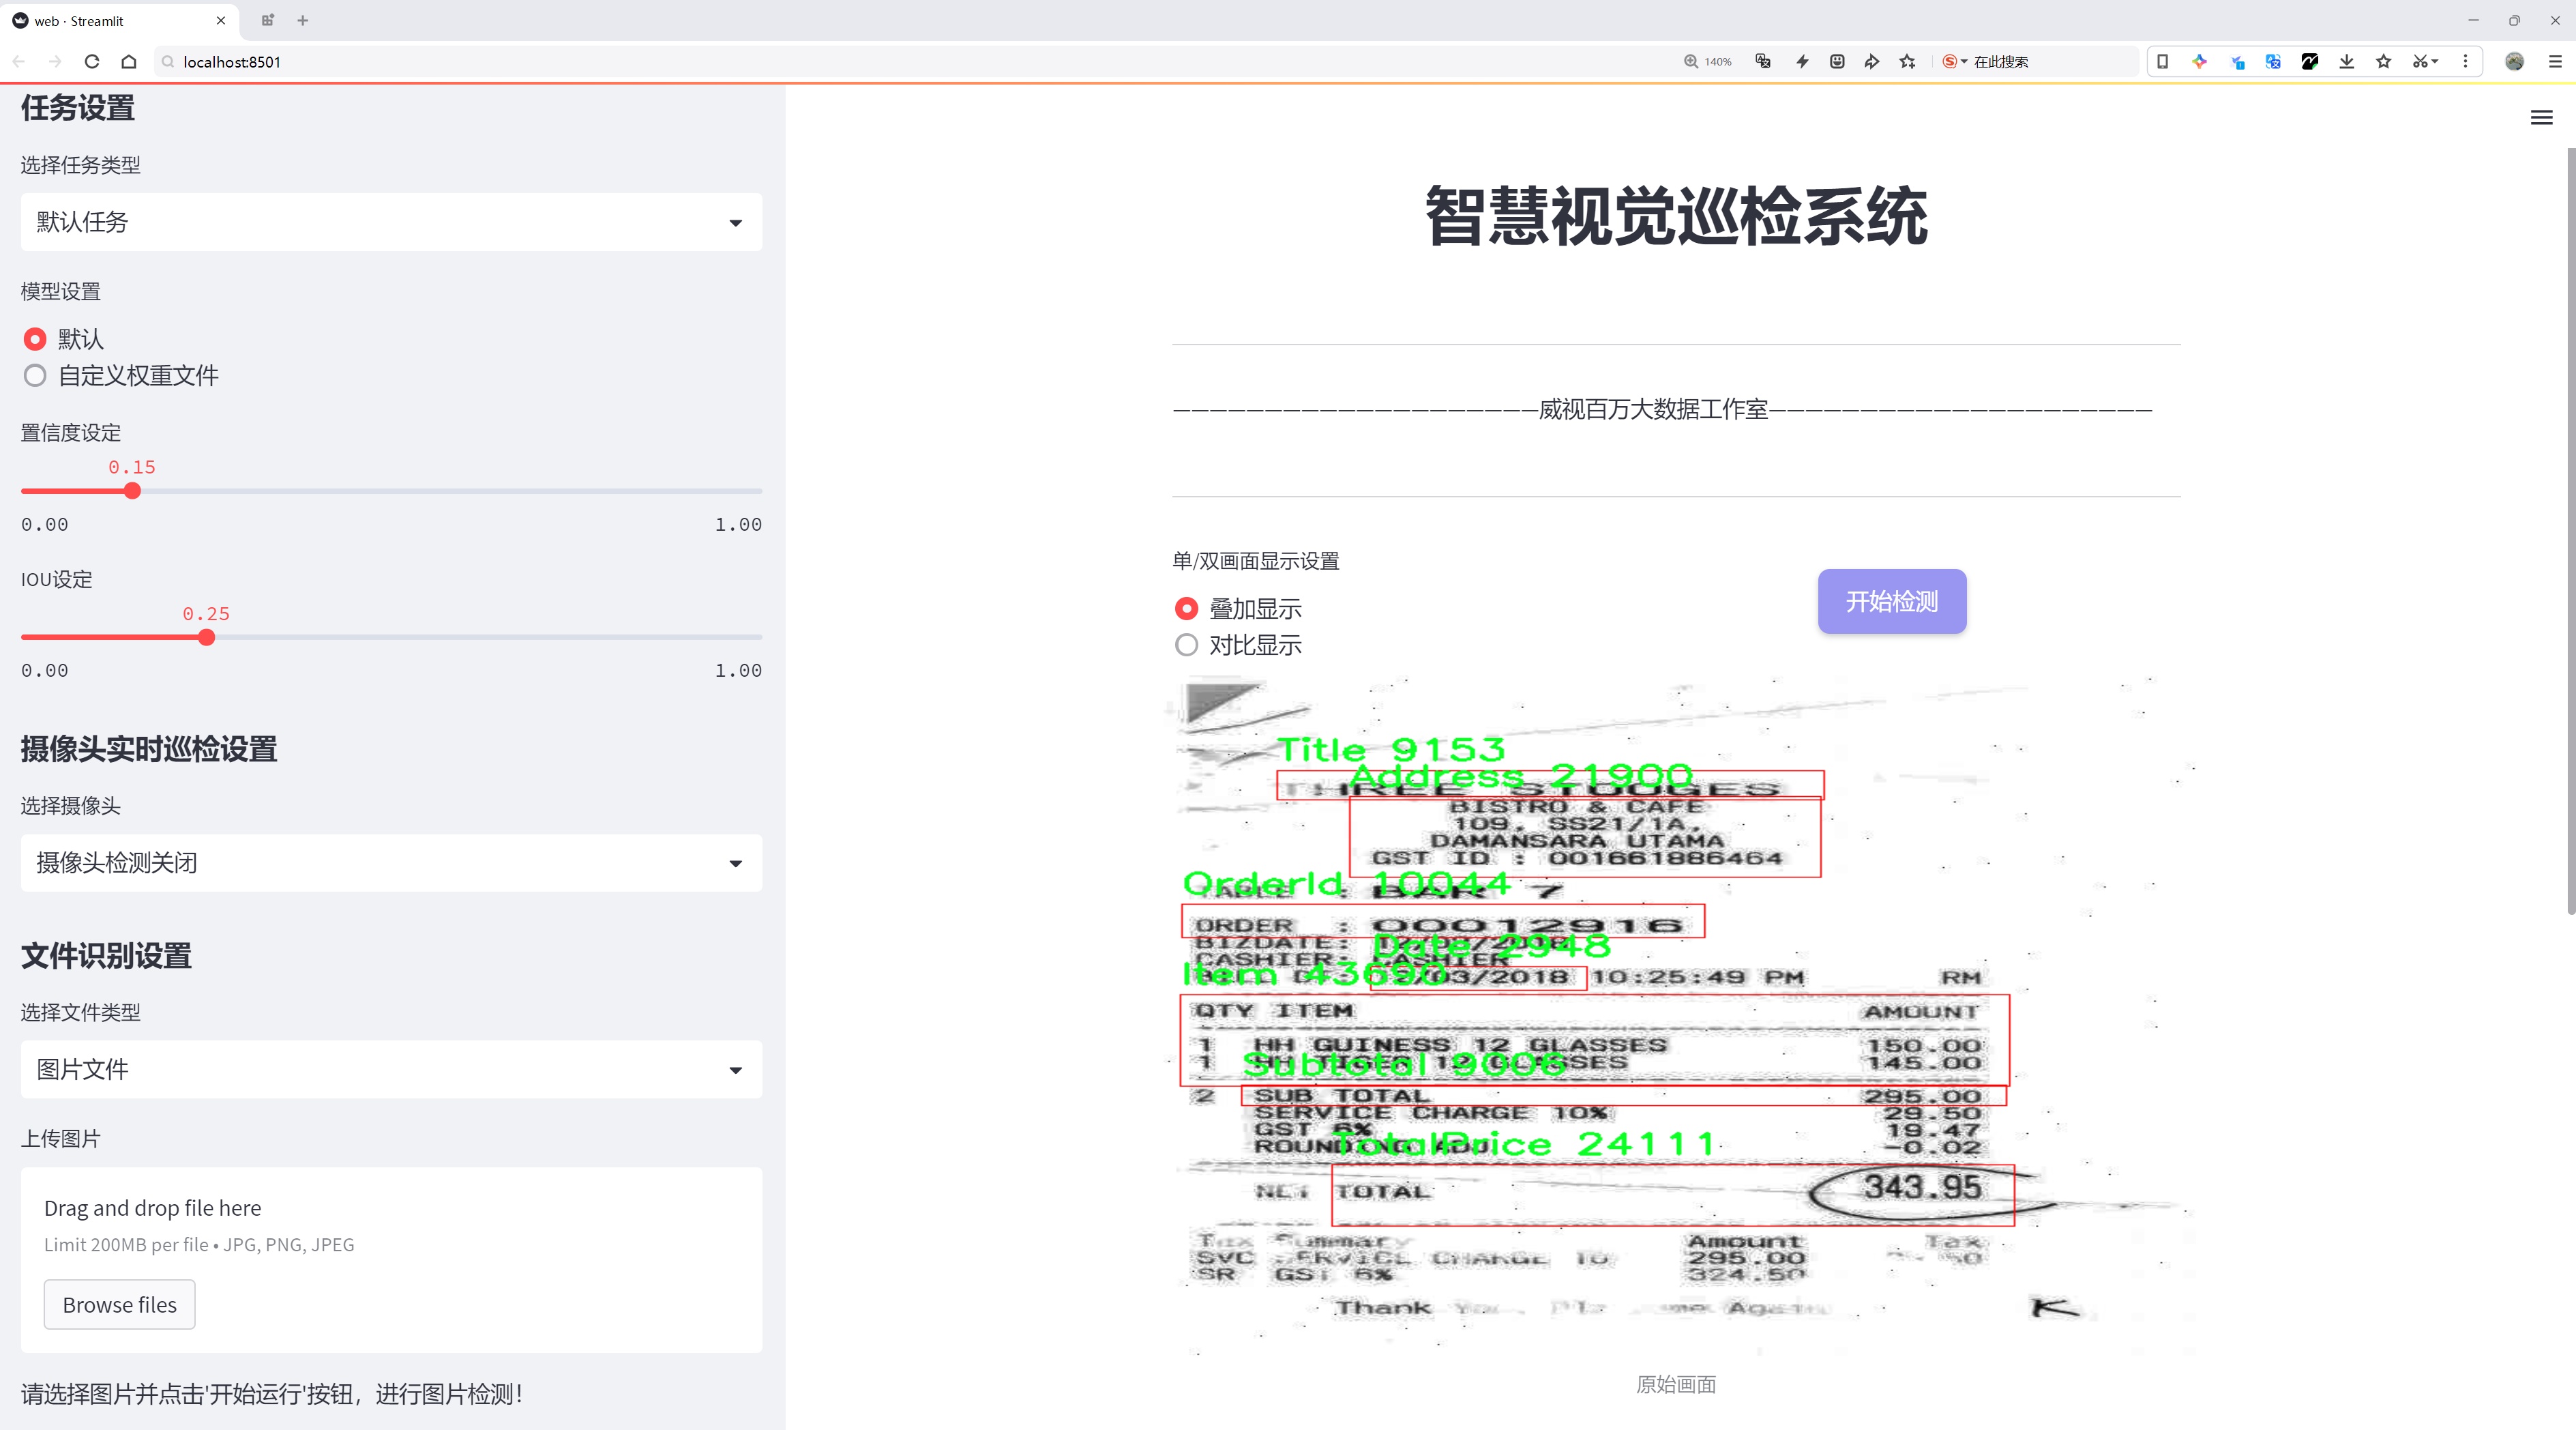 web · Streamlit
localhost:8501
140%
在此搜索
任务设置
选择任务类型
默认任务
模型设置
默认
自定义权重文件
置信度设定
0.15
0.00
1.00
IOU设定
0.25
0.00
1.00
摄像头实时巡检设置
选择摄像头
摄像头检测关闭
文件识别设置
选择文件类型
图片文件
上传图片
Drag and drop file here
Limit 200MB per file • JPG, PNG, JPEG
Browse files
请选择图片并点击'开始运行'按钮，进行图片检测！
智慧视觉巡检系统
————————————————————威视百万大数据工作室—————————————————————
单/双画面显示设置
叠加显示
对比显示
开始检测
Title 9153
Address 21900
THREE STOOGES
BISTRO & CAFE
109, SS21/1A,
DAMANSARA UTAMA
GST ID : 001661886464
OrderId 10044
TABLE : BAR 7
ORDER : 00012916
Date 2948
BIZDATE:
CASHIER: CASHIER
Item 43690
/03/2018 10:25:49 PM RM
QTY ITEM AMOUNT
1 HH GUINESS 12 GLASSES 150.00
Subtotal 9006
1 HH TIGER 12 GLASSES 145.00
2 SUB TOTAL 295.00
SERVICE CHARGE 10% 29.50
GST 6% 19.47
TotalPrice 24111
ROUNDING ADJ -0.02
TOTAL 343.95
Summary Amount Tax
SVC 295.00
SR GST 6% 324.50
Thank Again
原始画面